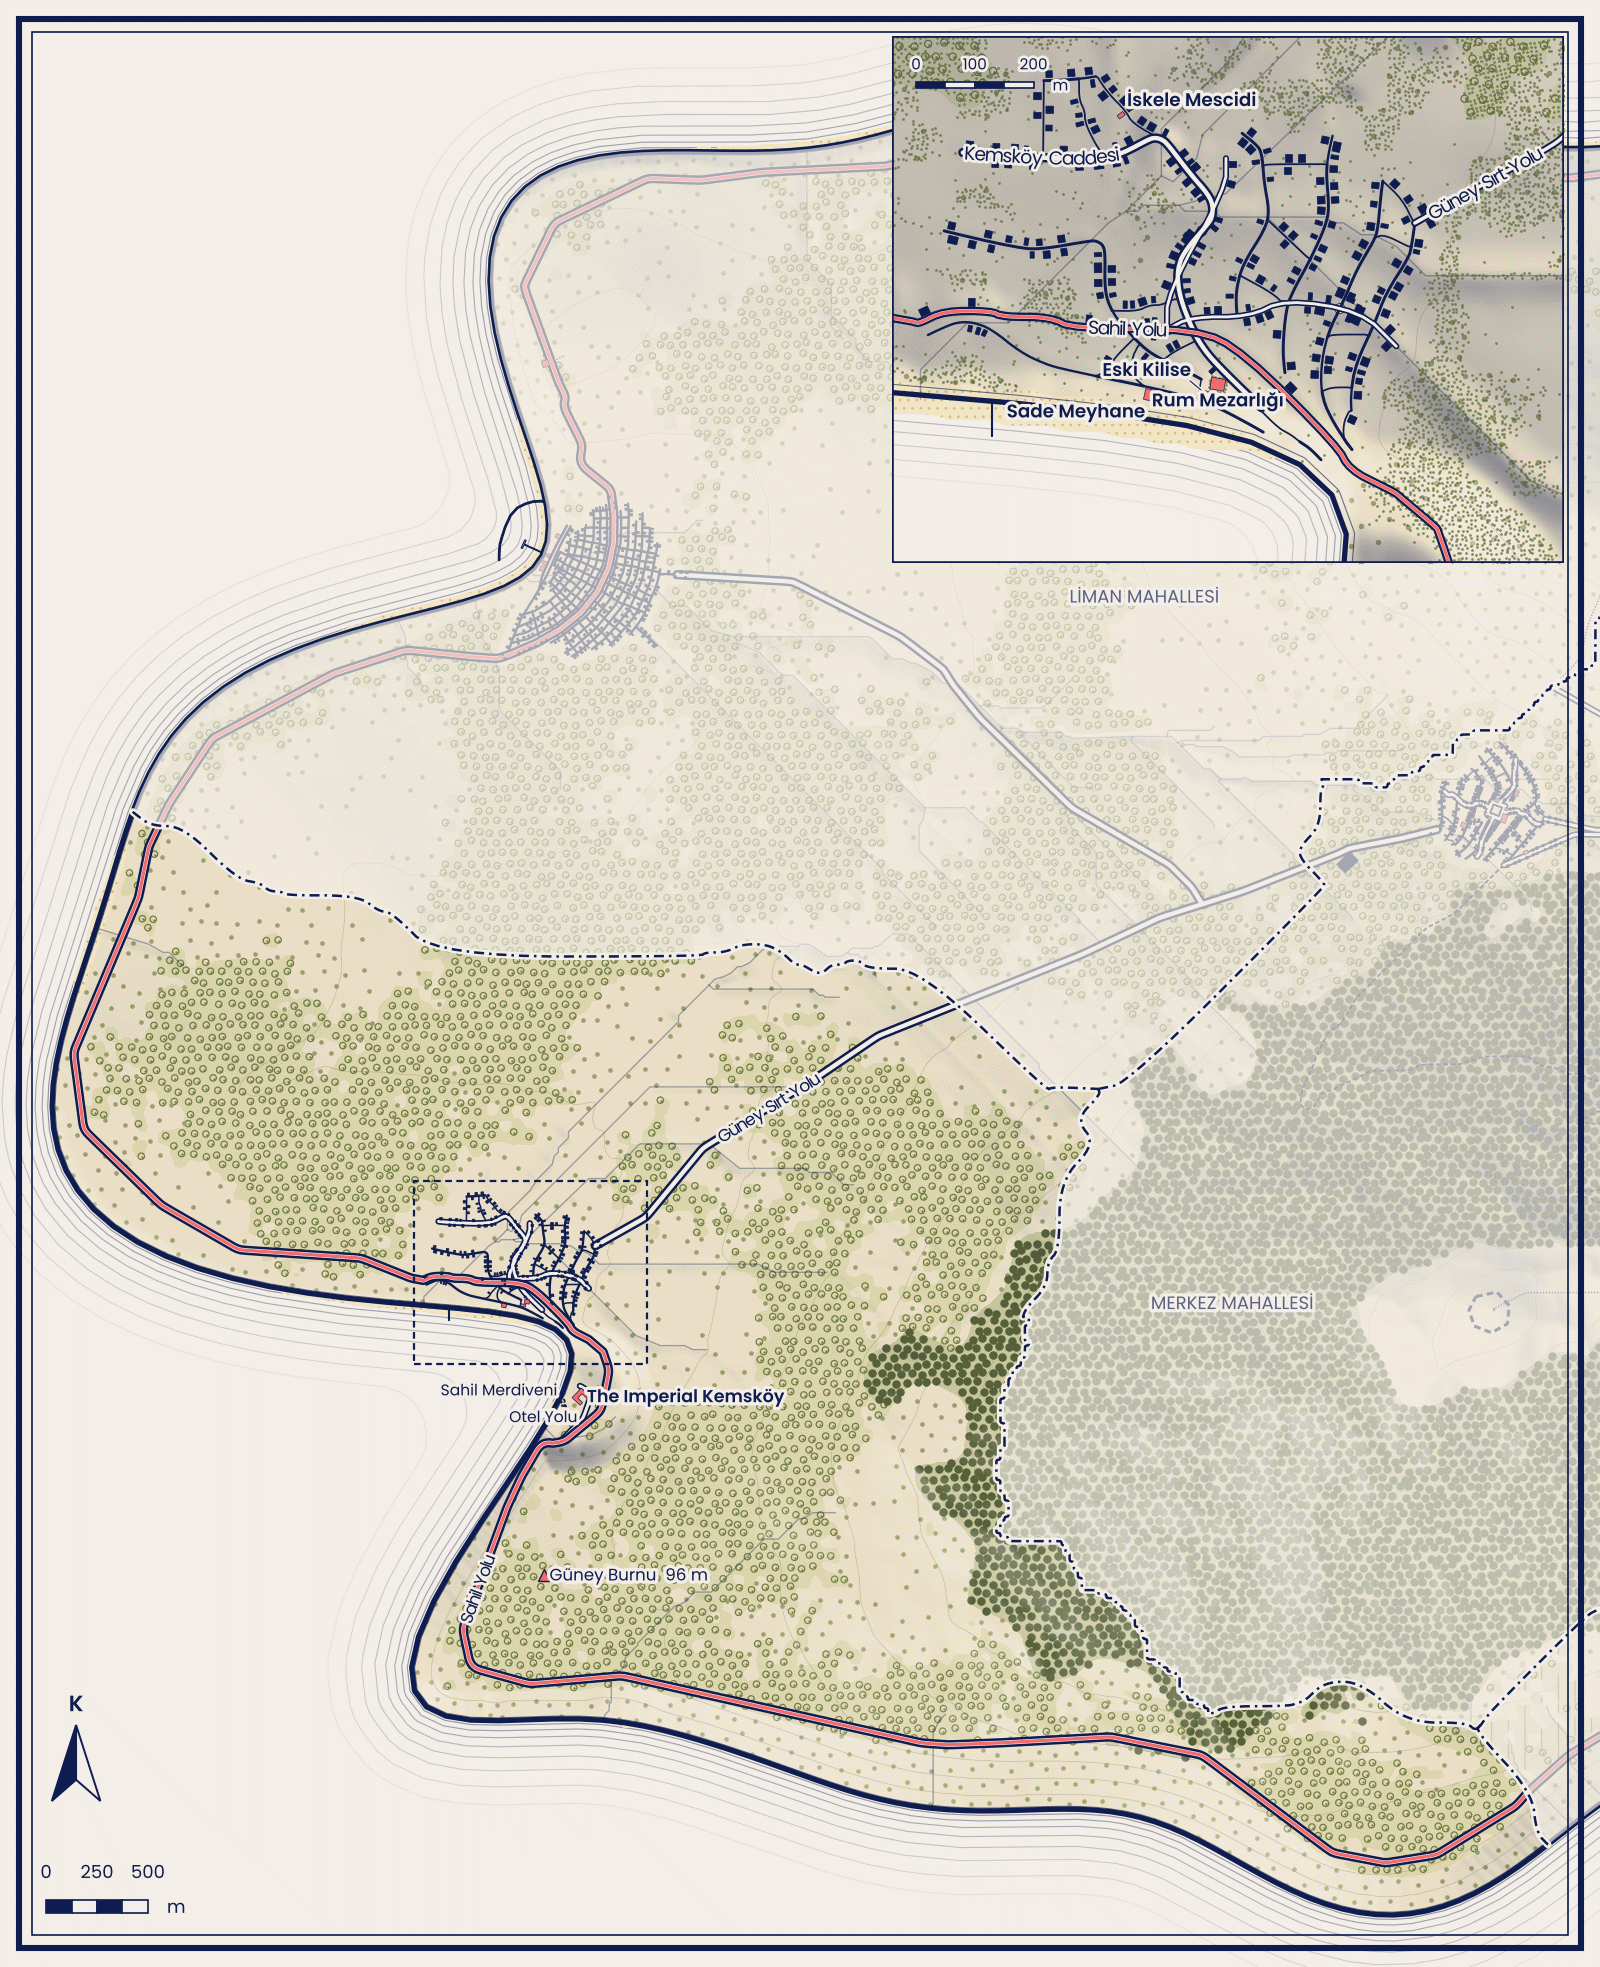 0 100 200
m
İskele Mescidi
Kemsköy Caddesi
Güney Sırt Yolu
Sahil Yolu
Eski Kilise
Rum Mezarlığı
Sade Meyhane
LİMAN MAHALLESİ
Güney Sırt Yolu
MERKEZ MAHALLESİ
Sahil Merdiveni
The Imperial Kemsköy
Otel Yolu
Sahil Yolu
Güney Burnu 96 m
K
0 250 500
m